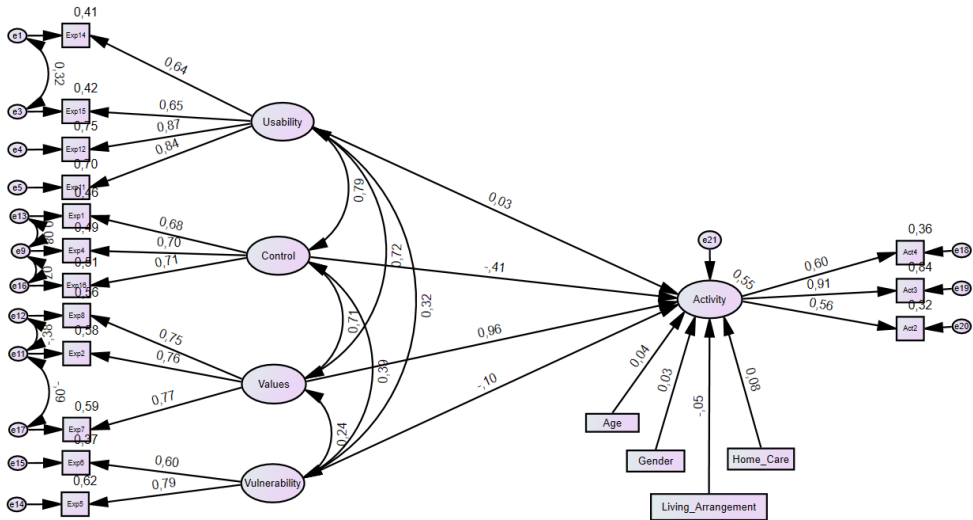 0,41
e1
Exp14
0,32
0,64
0,42
e3
Exp15
0,65
0,75
e4
Exp12
0,87
0,84
Usability
0,70
e5
Exp11
0,46
e13
Exp1
0,68
0,49
e9
Exp4
0,70
0,51
e16
Exp16
0,71
0,56
Control
0,79
0,72
0,32
0,03
-,41
e12
Exp8
0,75
-,38
0,58
e11
Exp2
0,76
-,09
0,59
e17
Exp7
0,77
Values
0,71
0,39
0,96
-,10
0,37
e15
Exp6
0,60
0,24
0,62
e14
Exp5
0,79
Vulnerability
e21
0,55
Activity
0,36
0,60
Act4
e18
0,84
0,91
Act3
e19
0,32
0,56
Act2
e20
0,04
0,03
-,05
0,08
Age
Gender
Home_Care
Living_Arrangement